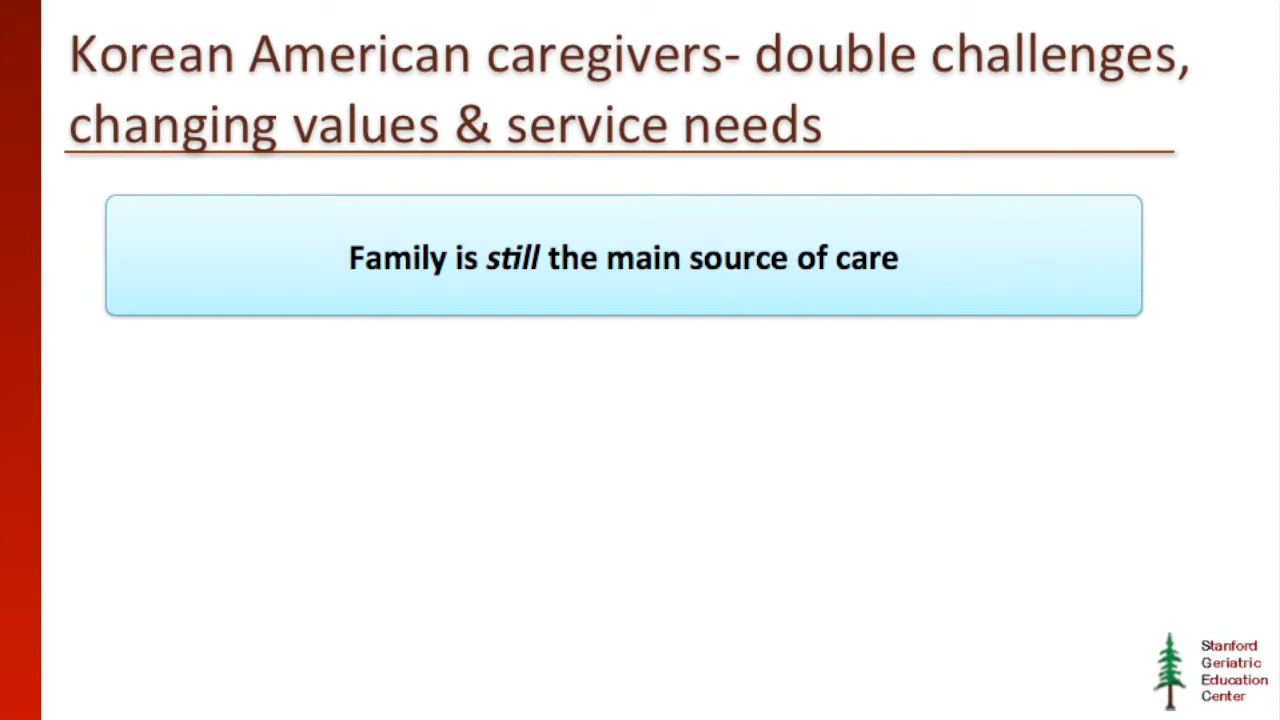 Korean American caregivers- double challenges,
changing values & service needs
Family is still the main source of care
Stanford
Geriatric
Education
Center